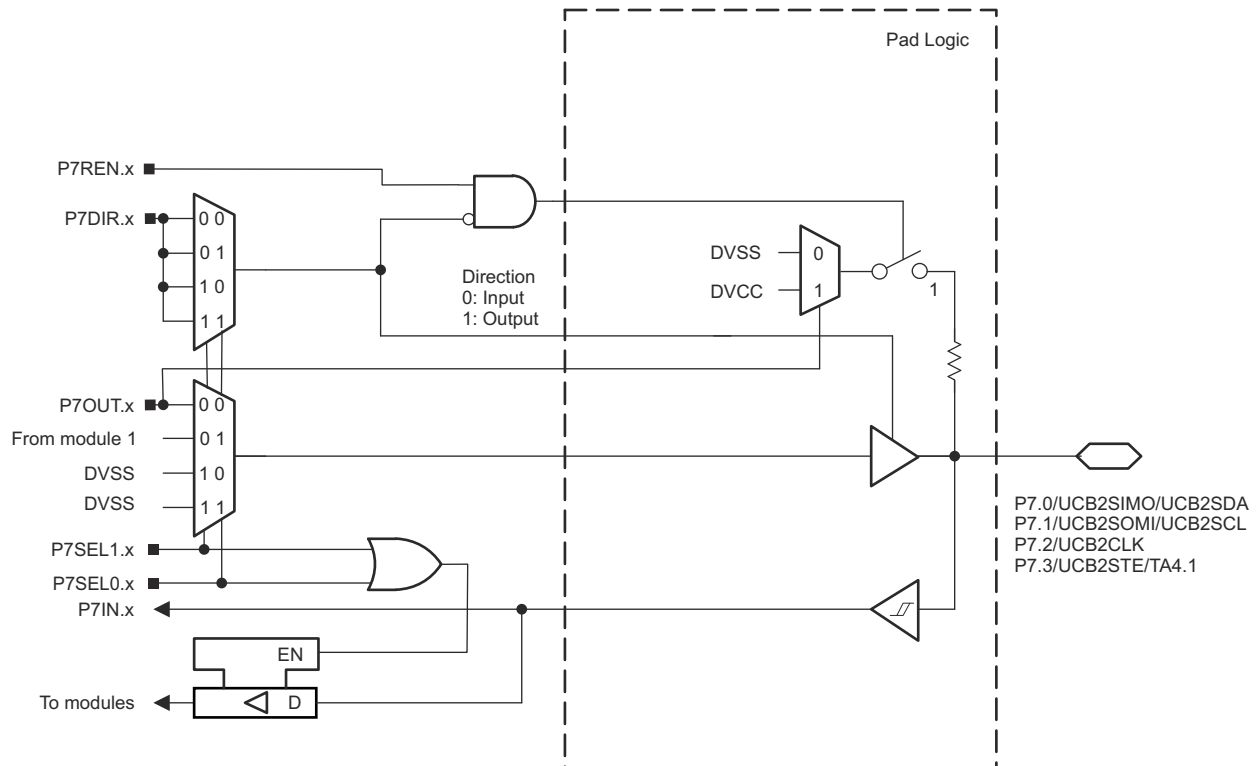 Pad Logic
P7REN.x
P7DIR.x
0 0
0 1
1 0
1 1
Direction
0: Input
1: Output
DVSS
0
DVCC
1
1
P7OUT.x
0 0
From module 1
0 1
DVSS
1 0
DVSS
1 1
P7.0/UCB2SIMO/UCB2SDA
P7.1/UCB2SOMI/UCB2SCL
P7.2/UCB2CLK
P7.3/UCB2STE/TA4.1
P7SEL1.x
P7SEL0.x
P7IN.x
EN
To modules
D